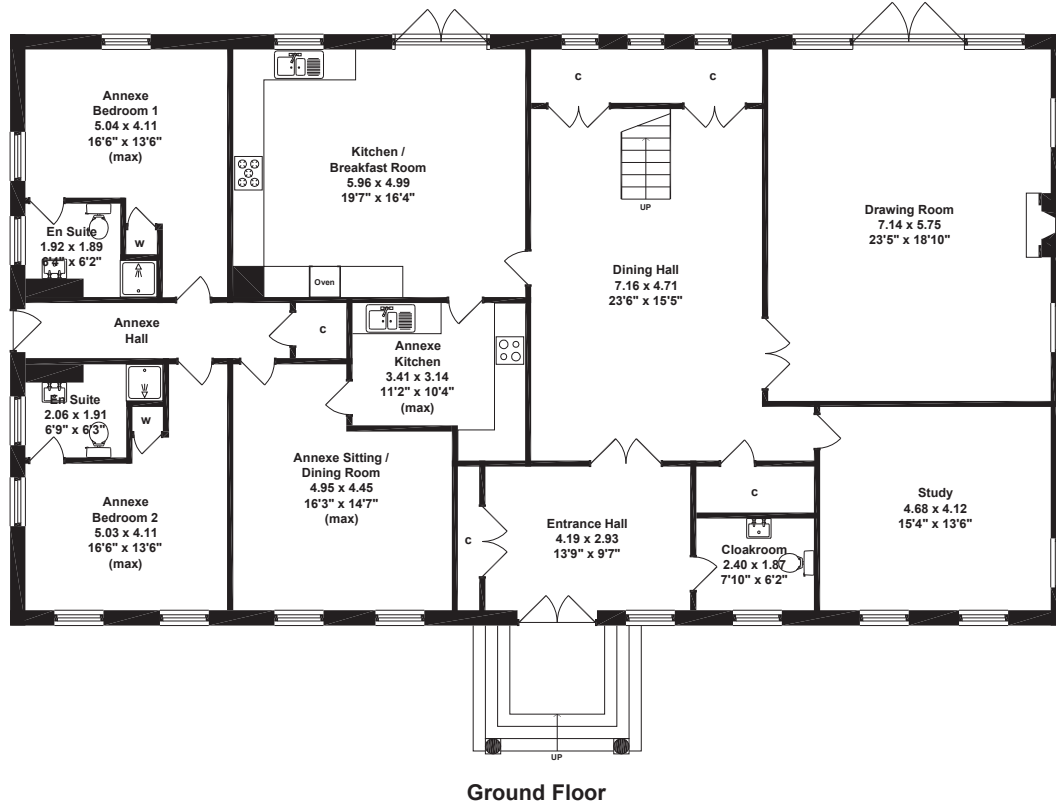 Annexe
Bedroom 1
5.04 x 4.11
16'6" x 13'6"
(max)
Kitchen /
Breakfast Room
5.96 x 4.99
19'7" x 16'4"
C
C
UP
Drawing Room
7.14 x 5.75
23'5" x 18'10"
En Suite
1.92 x 1.89
6'4" x 6'2"
W
Oven
Dining Hall
7.16 x 4.71
23'6" x 15'5"
Annexe
Hall
C
Annexe
Kitchen
3.41 x 3.14
11'2" x 10'4"
(max)
En Suite
2.06 x 1.91
6'9" x 6'3"
W
Annexe
Bedroom 2
5.03 x 4.11
16'6" x 13'6"
(max)
Annexe Sitting /
Dining Room
4.95 x 4.45
16'3" x 14'7"
(max)
C
Entrance Hall
4.19 x 2.93
13'9" x 9'7"
C
Cloakroom
2.40 x 1.87
7'10" x 6'2"
Study
4.68 x 4.12
15'4" x 13'6"
UP
Ground Floor